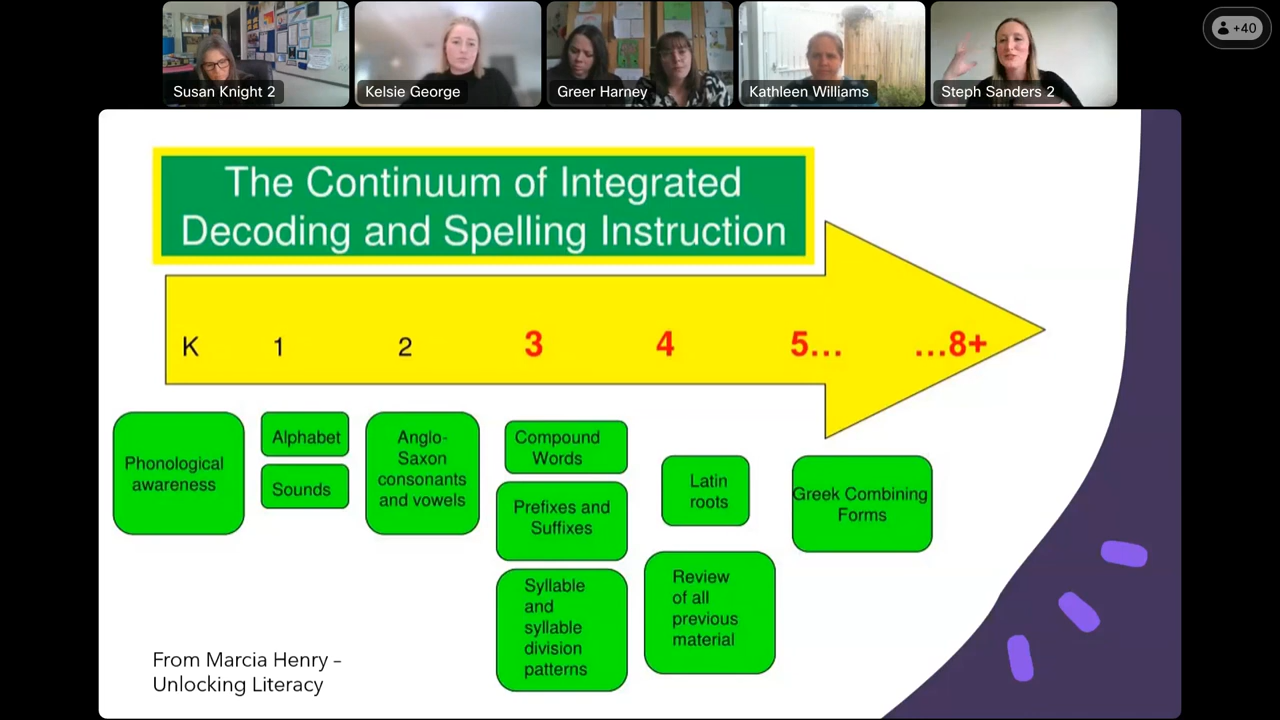 Susan Knight 2
Kelsie George
Greer Harney
Kathleen Williams
Steph Sanders 2
+40
The Continuum of Integrated
Decoding and Spelling Instruction
K 1 2 3 4 5... ...8+
Phonological
awareness
Alphabet
Sounds
Anglo-
Saxon
consonants
and vowels
Compound
Words
Prefixes and
Suffixes
Syllable
and
syllable
division
patterns
Latin
roots
Review
of all
previous
material
Greek Combining
Forms
From Marcia Henry –
Unlocking Literacy